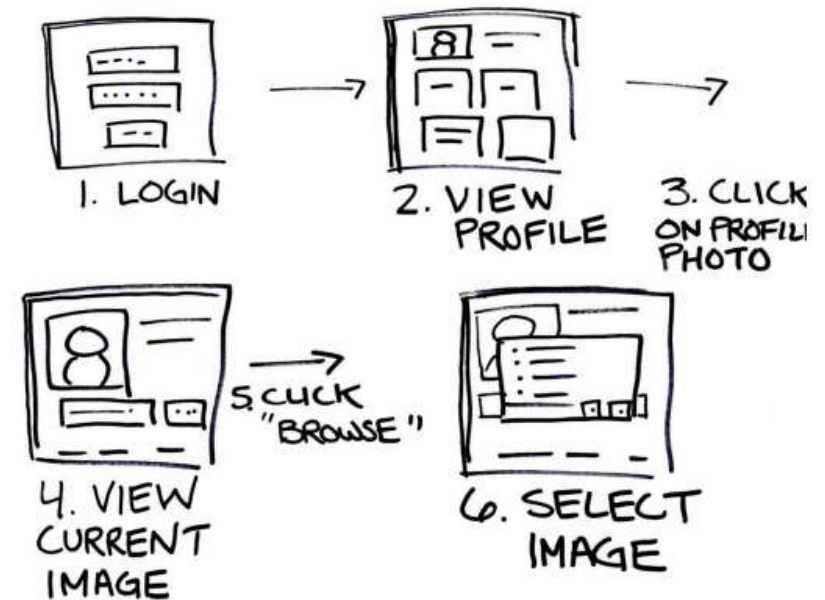 1. LOGIN
2. VIEW
PROFILE
3. CLICK
ON PROFIL
PHOTO
4. VIEW
CURRENT
IMAGE
5. CLICK
"BROWSE"
6. SELECT
IMAGE